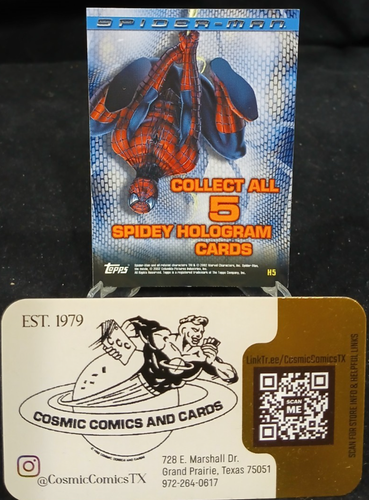 SPIDER-MAN
COLLECT ALL
5
SPIDEY HOLOGRAM
CARDS
Topps
H5
EST. 1979
COSMIC COMICS AND CARDS
@CosmicComicsTX
728 E. Marshall Dr.
Grand Prairie, Texas 75051
972-264-0617
LinkTr.ee/CosmicComicsTX
SCAN
ME
SCAN FOR STORE INFO & HELPFUL LINKS